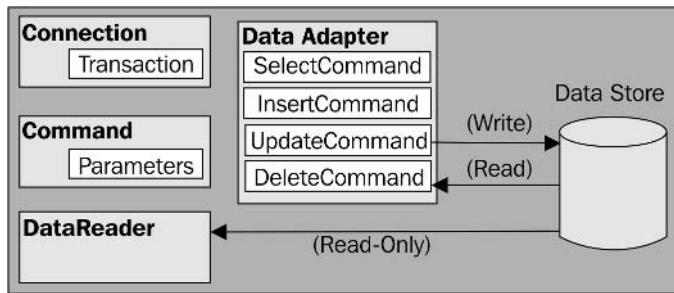 Connection
Transaction
Command
Parameters
DataReader
Data Adapter
SelectCommand
InsertCommand
UpdateCommand
DeleteCommand
(Write)
(Read)
(Read-Only)
Data Store